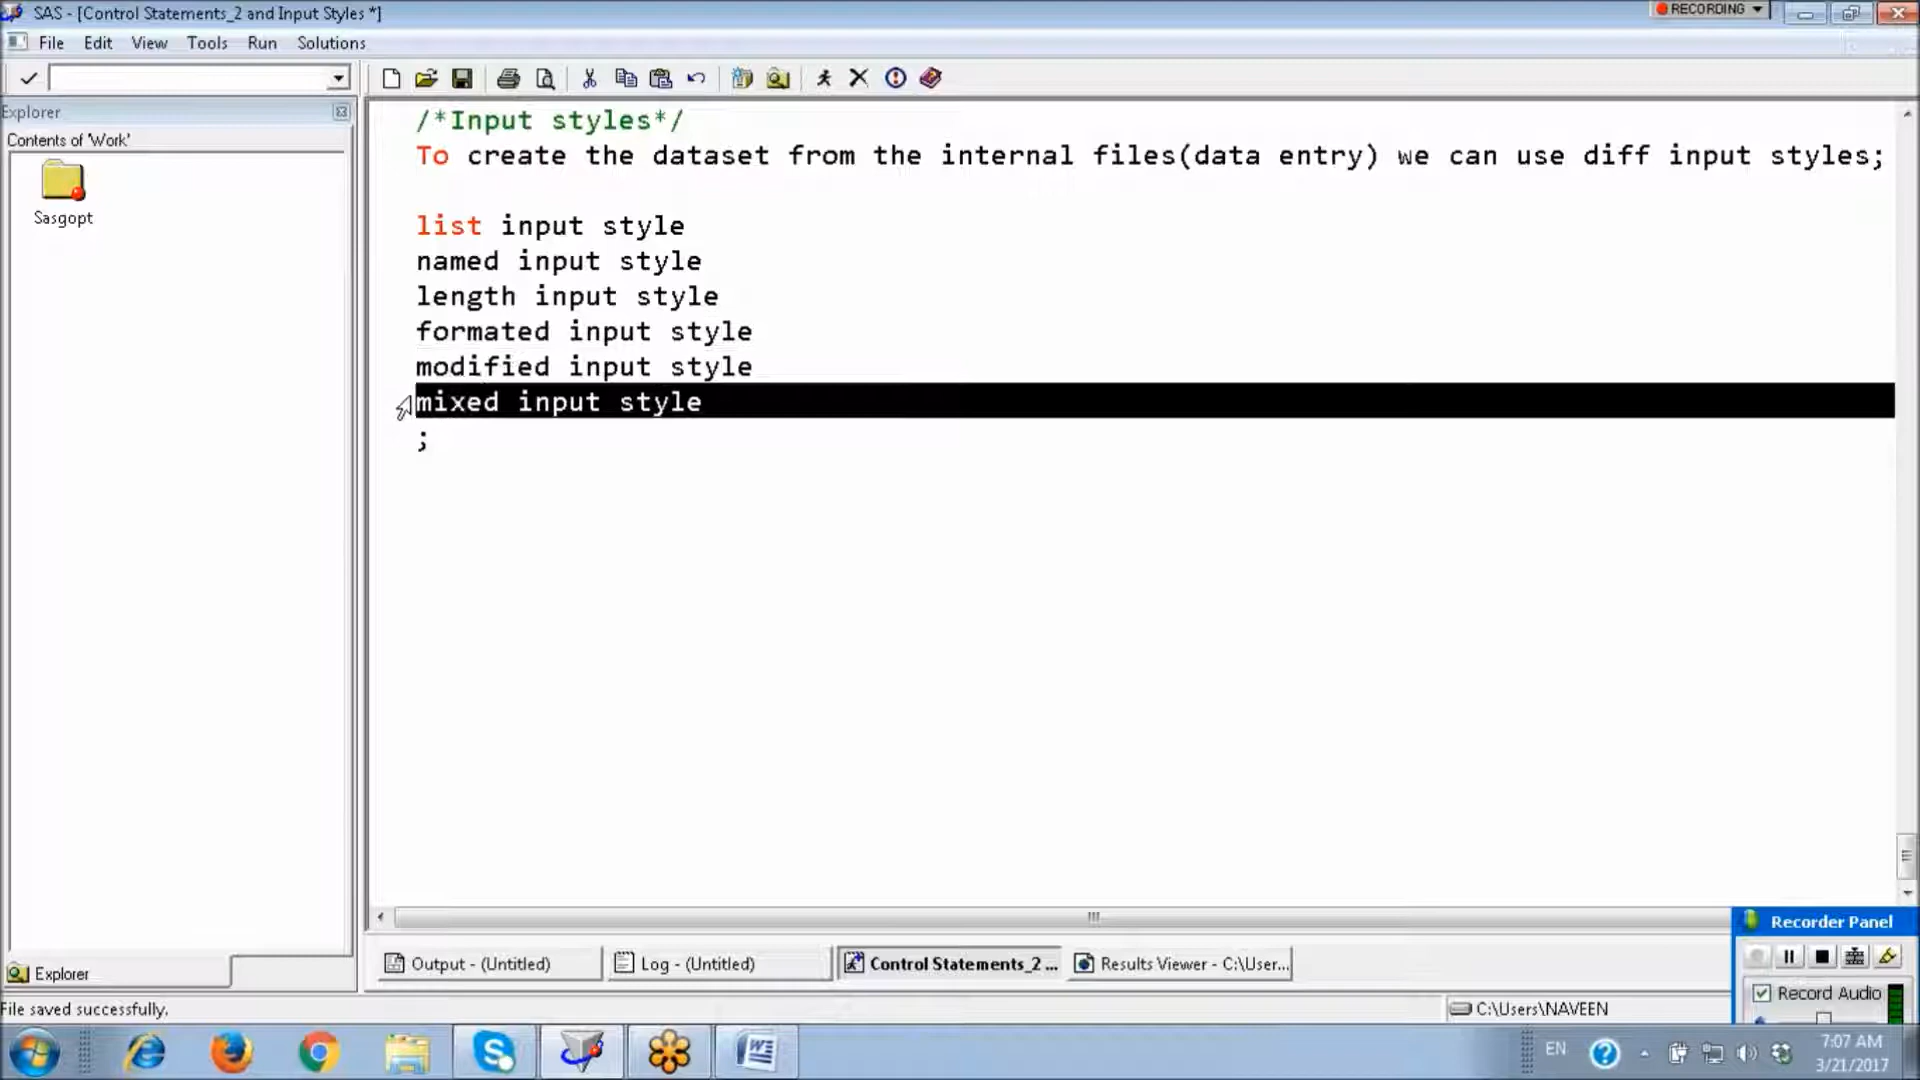 SAS - [Control Statements_2 and Input Styles *]
RECORDING
File Edit View Tools Run Solutions
Explorer
Contents of 'Work'
Sasgopt
/*Input styles*/
To create the dataset from the internal files(data entry) we can use diff input styles;
list input style
named input style
length input style
formated input style
modified input style
mixed input style
;
Recorder Panel
Record Audio
Explorer
Output - (Untitled) Log - (Untitled) Control Statements_2 ... Results Viewer - C:\User...
File saved successfully.
C:\Users\NAVEEN
EN
7:07 AM
3/21/2017